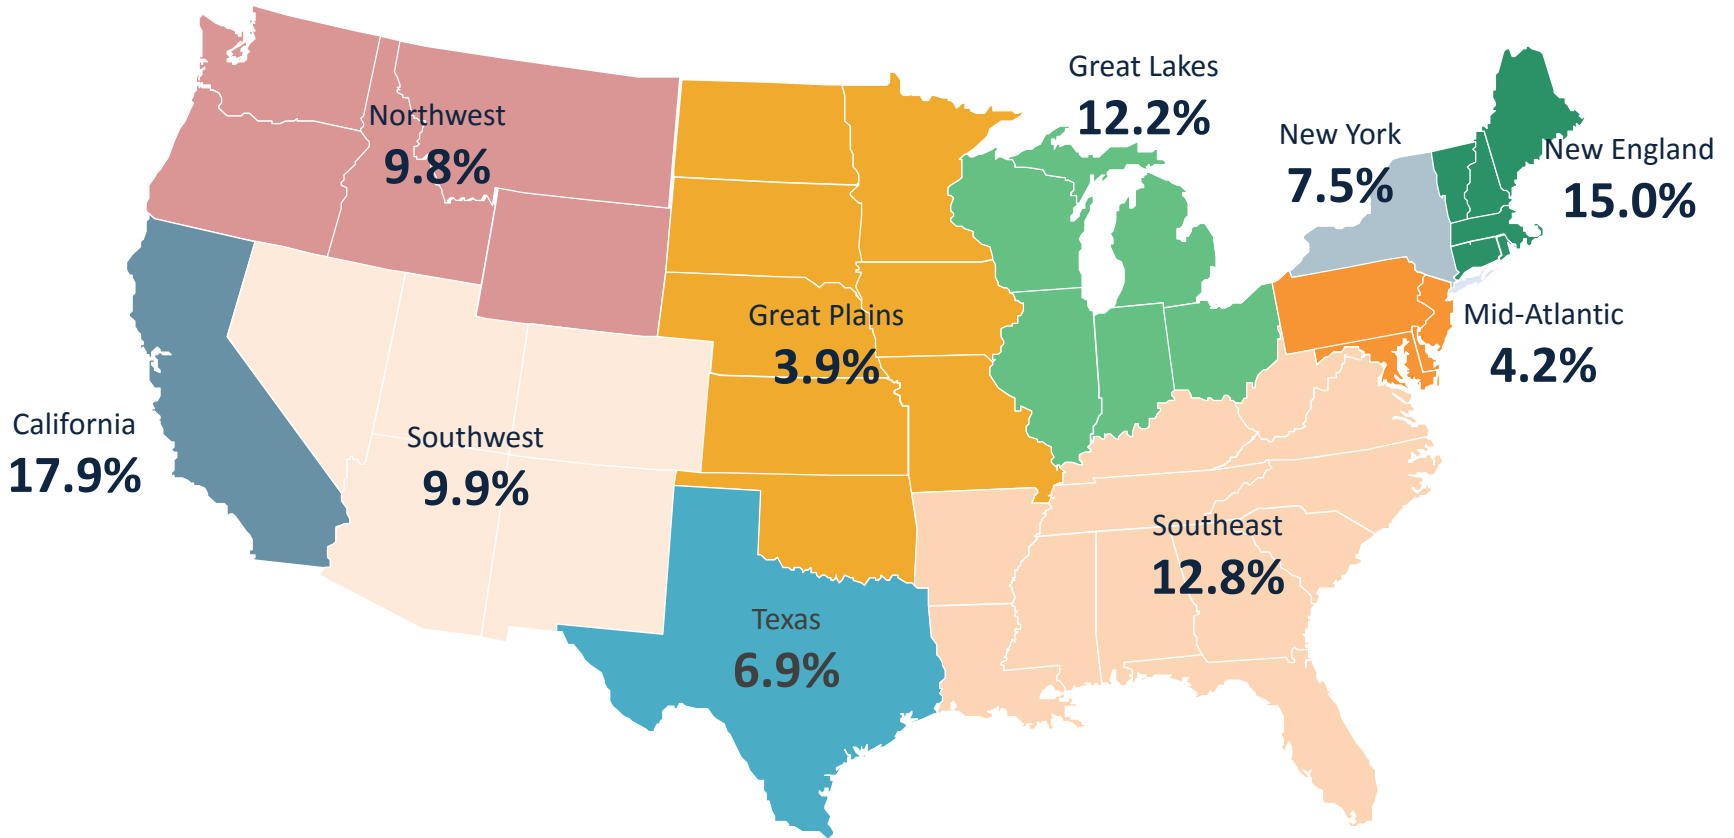 Great Lakes
12.2%
Northwest
9.8%
New York
7.5%
New England
15.0%
Great Plains
3.9%
Mid-Atlantic
4.2%
California
17.9%
Southwest
9.9%
Southeast
12.8%
Texas
6.9%